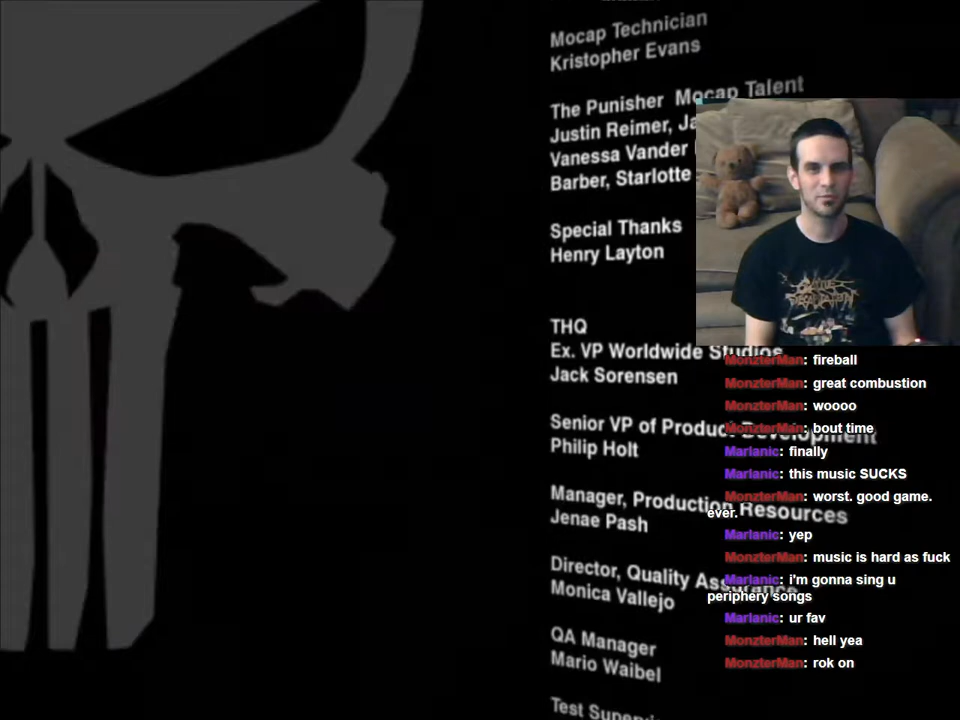 Mocap Technician
Kristopher Evans
The Punisher Mocap Talent
Justin Reimer,
Vanessa Vander
Barber, Starlotte
Special Thanks
Henry Layton
THQ
Ex. VP Worldwide Studios
Jack Sorensen
Senior VP of Product Development
Philip Holt
Manager, Production Resources
Jenae Pash
Director, Quality Assurance
Monica Vallejo
QA Manager
Mario Waibel
Test
CATTLE
DECAPITATION
MonzterMan: fireball
MonzterMan: great combustion
MonzterMan: woooo
MonzterMan: bout time
Marlanic: finally
Marlanic: this music SUCKS
MonzterMan: worst. good game.
ever.
Marlanic: yep
MonzterMan: music is hard as fuck
Marlanic: i'm gonna sing u
periphery songs
Marlanic: ur fav
MonzterMan: hell yea
MonzterMan: rok on